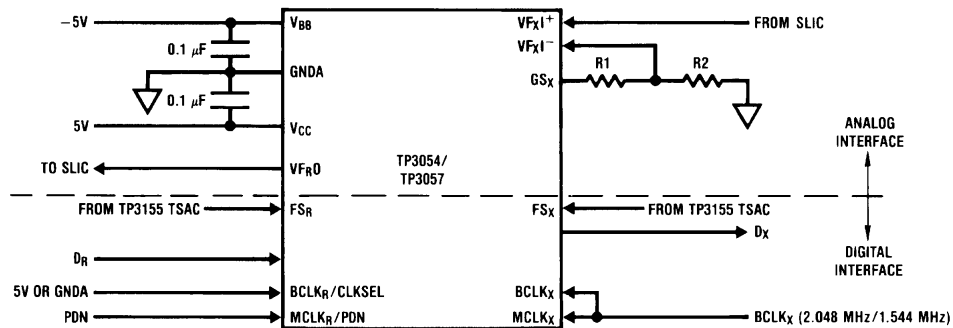 −5V
VBB
VFXI+
FROM SLIC
0.1 μF
VFXI−
GNDA
GSX
R1
R2
0.1 μF
5V
VCC
ANALOG
INTERFACE
TO SLIC
VFRO
TP3054/
TP3057
FROM TP3155 TSAC
FSR
FSX
FROM TP3155 TSAC
DX
DR
DIGITAL
INTERFACE
5V OR GNDA
BCLKR/CLKSEL
BCLKX
PDN
MCLKR/PDN
MCLKX
BCLKX (2.048 MHz/1.544 MHz)